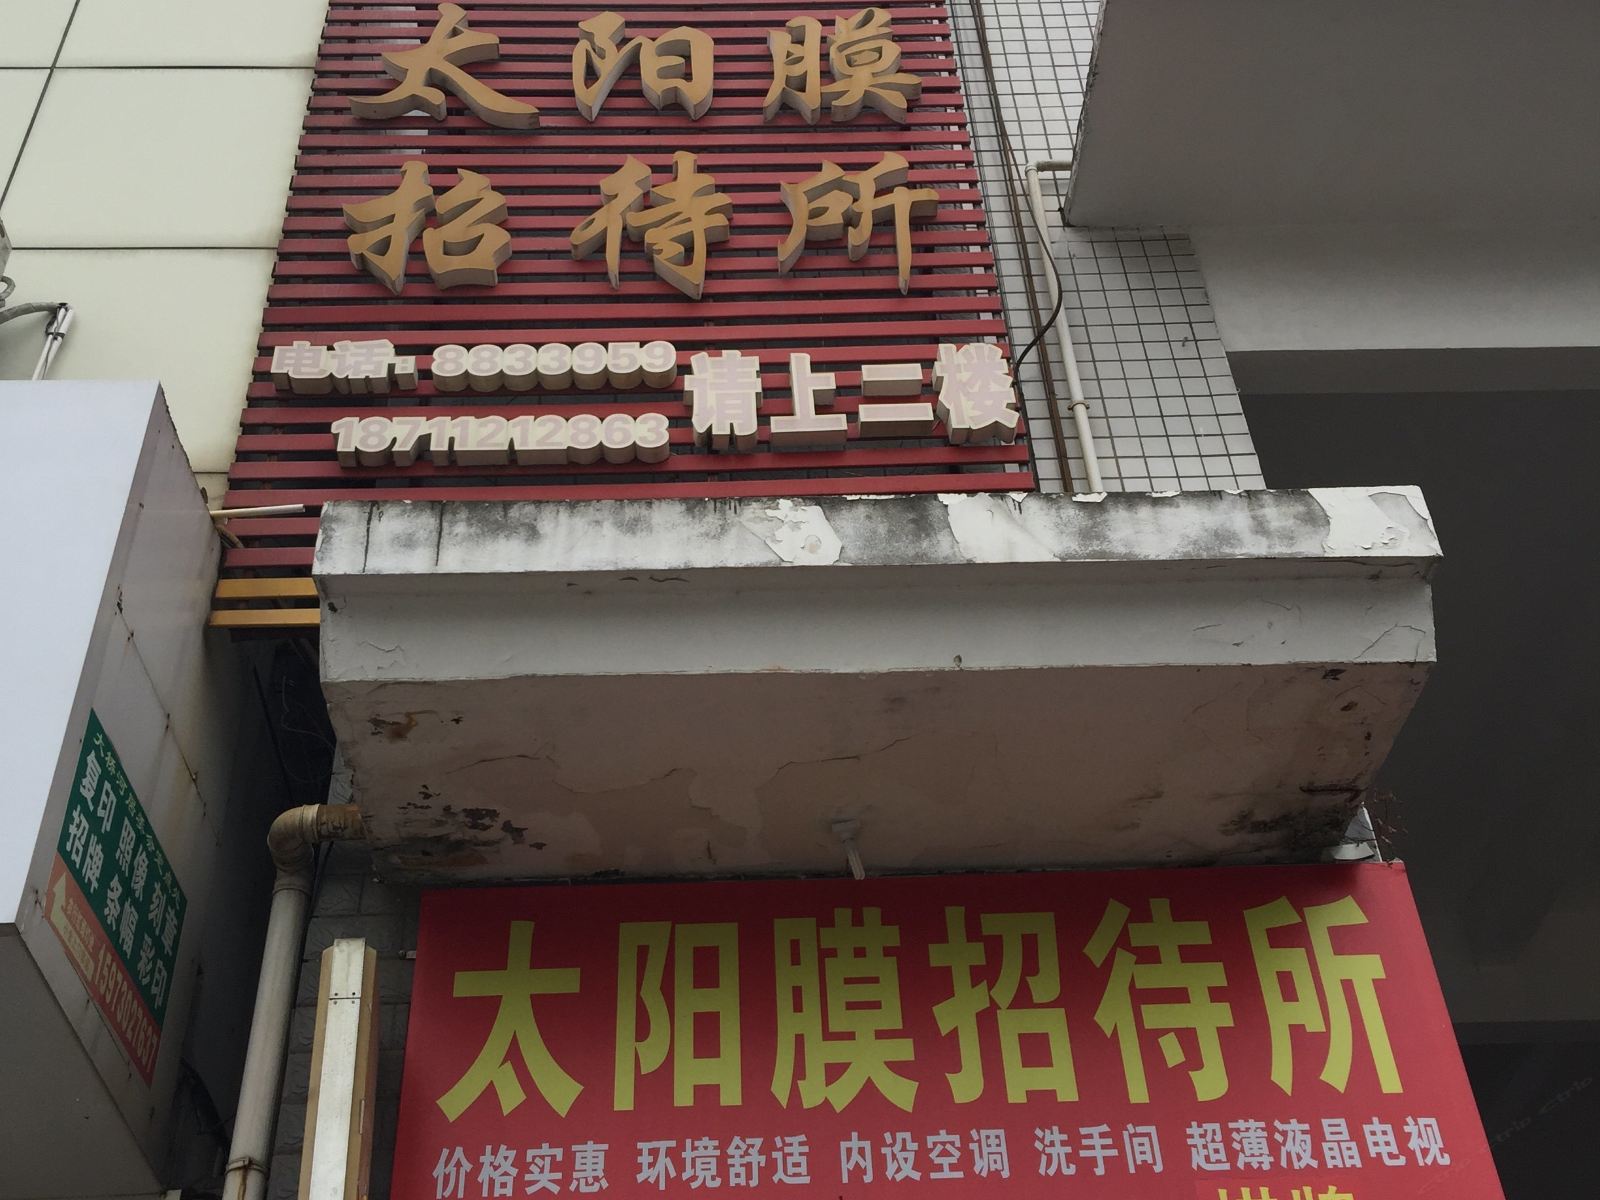 太阳膜
招待所
电话：8833959
18711212863
请上二楼
复印 照像 刻章
招牌 条幅 彩印
15973027637
太阳膜招待所
价格实惠 环境舒适 内设空调 洗手间 超薄液晶电视